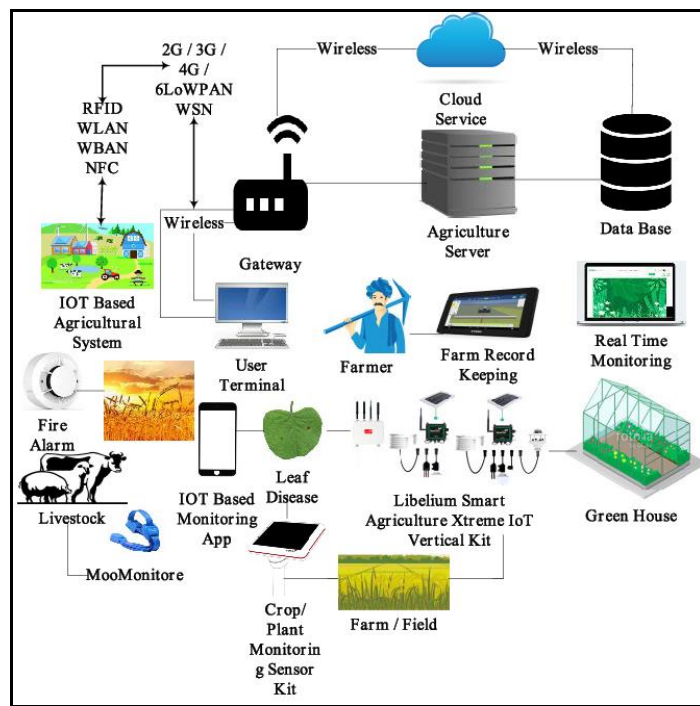 2G / 3G /
4G /
6LoWPAN
WSN
Wireless
Wireless
RFID
WLAN
WBAN
NFC
Cloud
Service
Wireless
Gateway
Agriculture
Server
Data Base
IOT Based
Agricultural
System
User
Terminal
Farmer
Farm Record
Keeping
Real Time
Monitoring
Fire
Alarm
Livestock
IOT Based
Monitoring
App
Leaf
Disease
Libelium Smart
Agriculture Xtreme IoT
Vertical Kit
Green House
MooMonitore
Crop/
Plant
Monitorin
g Sensor
Kit
Farm / Field